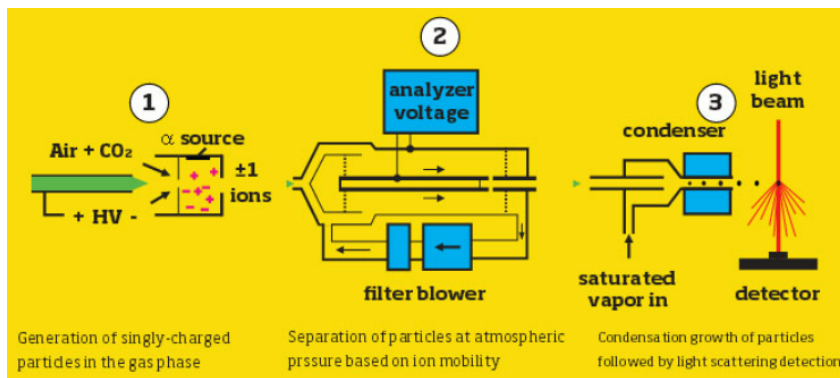 1
Air + CO₂
α source
±1
ions
+ HV -
Generation of singly-charged
particles in the gas phase
2
analyzer
voltage
filter blower
Separation of particles at atmospheric
prssure based on ion mobility
3
light
beam
condenser
saturated
vapor in
detector
Condensation growth of particles
followed by light scattering detection